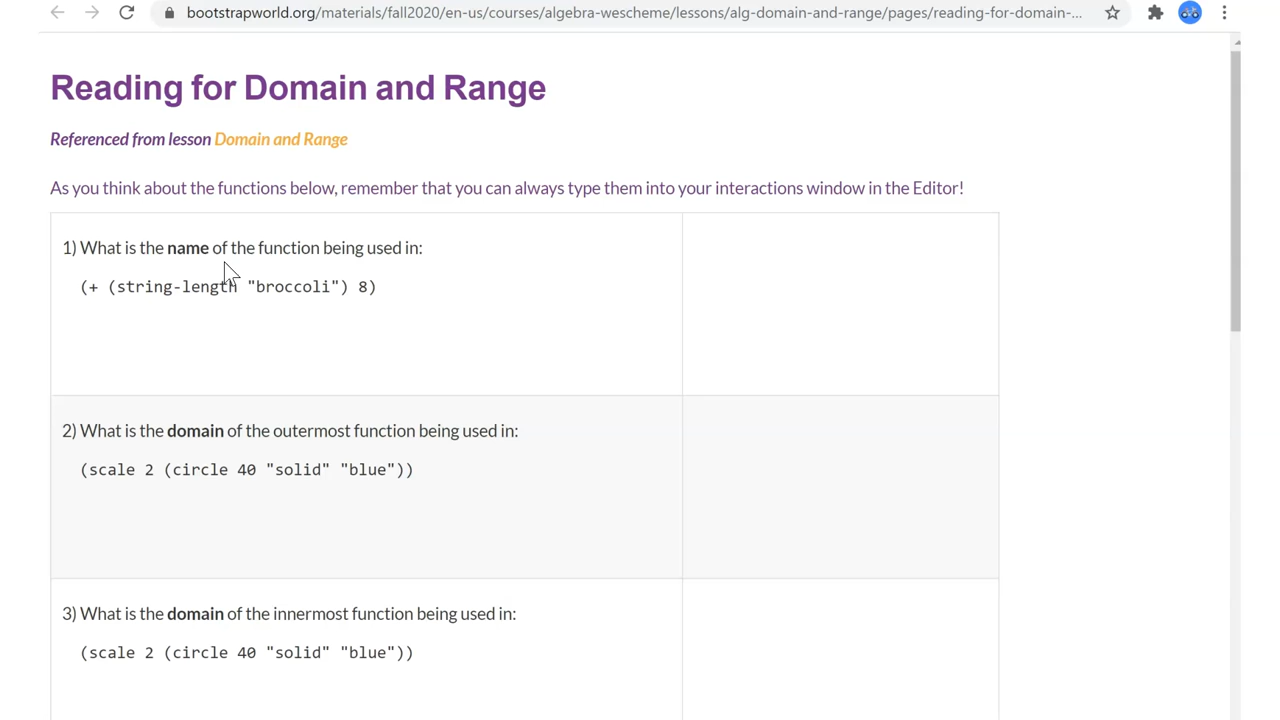 bootstrapworld.org/materials/fall2020/en-us/courses/algebra-wescheme/lessons/alg-domain-and-range/pages/reading-for-domain-...
Reading for Domain and Range
Referenced from lesson Domain and Range
As you think about the functions below, remember that you can always type them into your interactions window in the Editor!
1) What is the name of the function being used in:
(+ (string-length "broccoli") 8)
2) What is the domain of the outermost function being used in:
(scale 2 (circle 40 "solid" "blue"))
3) What is the domain of the innermost function being used in:
(scale 2 (circle 40 "solid" "blue"))